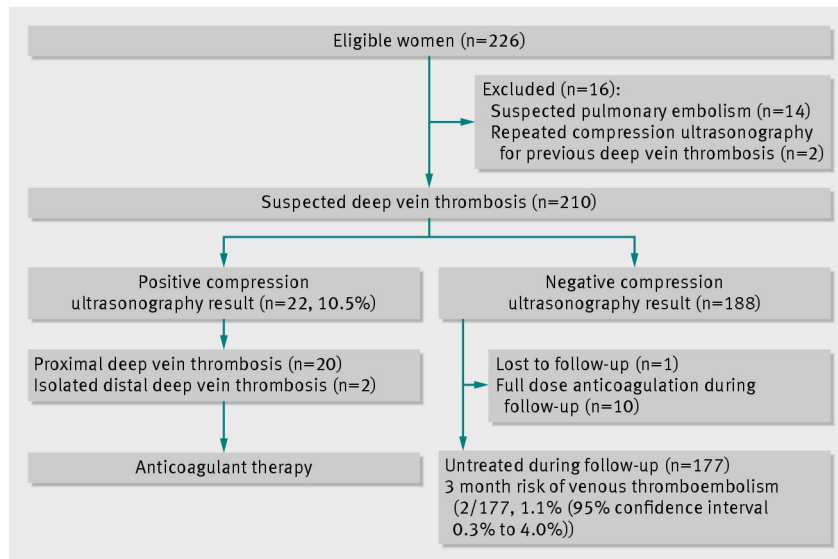 Eligible women (n=226)
Excluded (n=16):
Suspected pulmonary embolism (n=14)
Repeated compression ultrasonography
for previous deep vein thrombosis (n=2)
Suspected deep vein thrombosis (n=210)
Positive compression
ultrasonography result (n=22, 10.5%)
Negative compression
ultrasonography result (n=188)
Proximal deep vein thrombosis (n=20)
Isolated distal deep vein thrombosis (n=2)
Lost to follow-up (n=1)
Full dose anticoagulation during
follow-up (n=10)
Anticoagulant therapy
Untreated during follow-up (n=177)
3 month risk of venous thromboembolism
(2/177, 1.1% (95% confidence interval
0.3% to 4.0%))